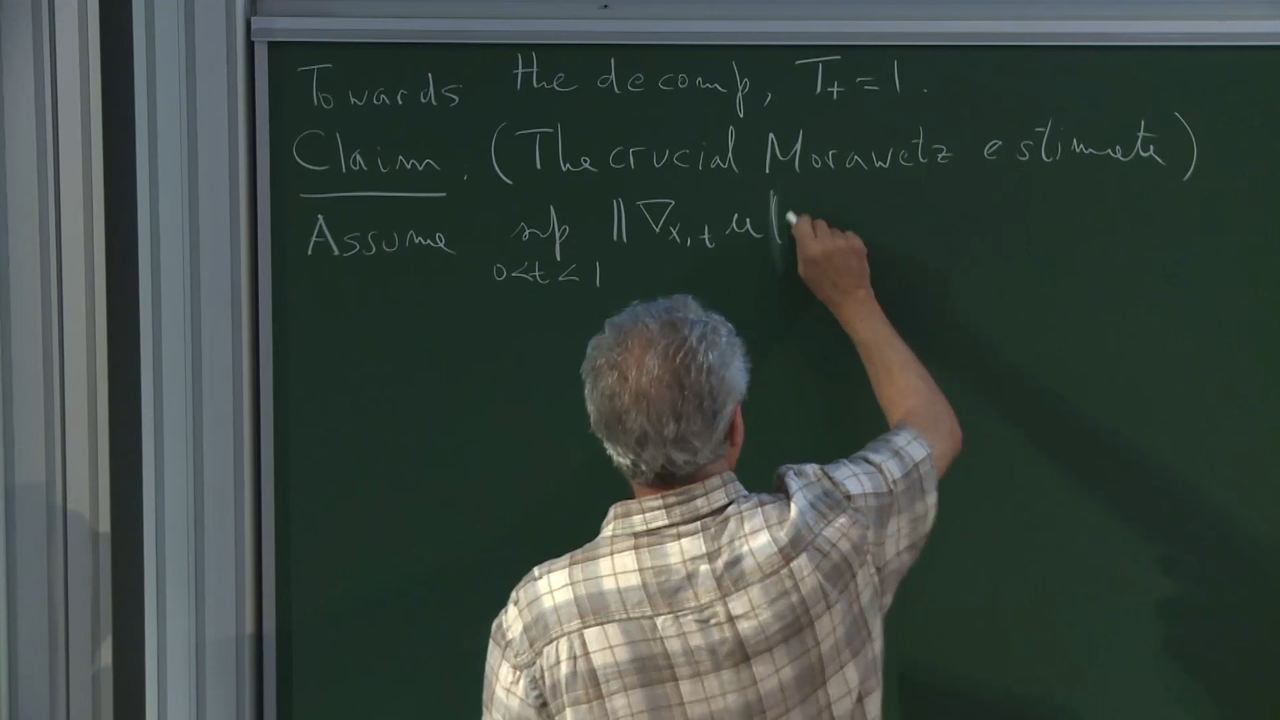 Towards the decomp, T₊ = 1.
Claim. (The crucial Morawetz estimate)
Assume sup ‖∇ₓ,ₜ u‖
0<t<1